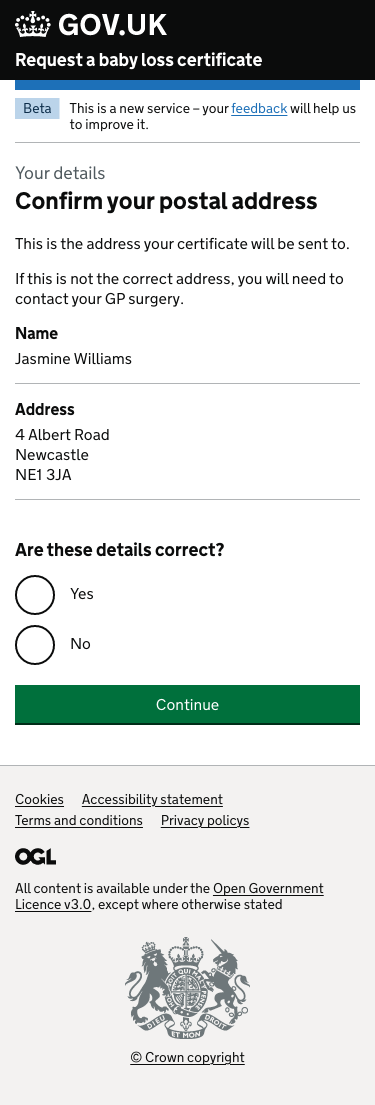 GOV.UK
Request a baby loss certificate
Beta
This is a new service – your feedback will help us
to improve it.
Your details
Confirm your postal address
This is the address your certificate will be sent to.
If this is not the correct address, you will need to
contact your GP surgery.
Name
Jasmine Williams
Address
4 Albert Road
Newcastle
NE1 3JA
Are these details correct?
Yes
No
Continue
Cookies Accessibility statement
Terms and conditions Privacy policys
OGL
All content is available under the Open Government
Licence v3.0, except where otherwise stated
DIEU ET MON DROIT
© Crown copyright